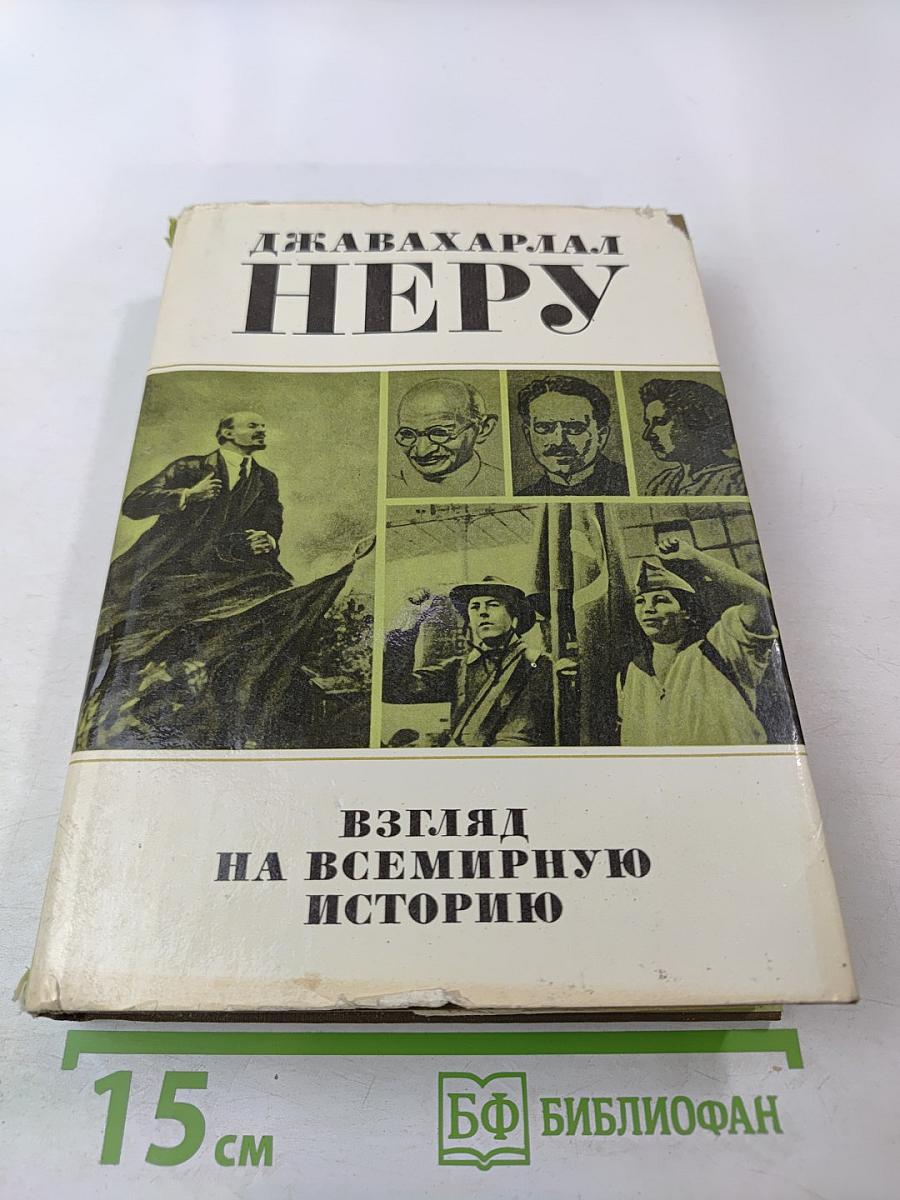 ДЖАВАХАРЛАЛ
НЕРУ
ВЗГЛЯД
НА ВСЕМИРНУЮ
ИСТОРИЮ
15 СМ
БФ БИБЛИОФАН